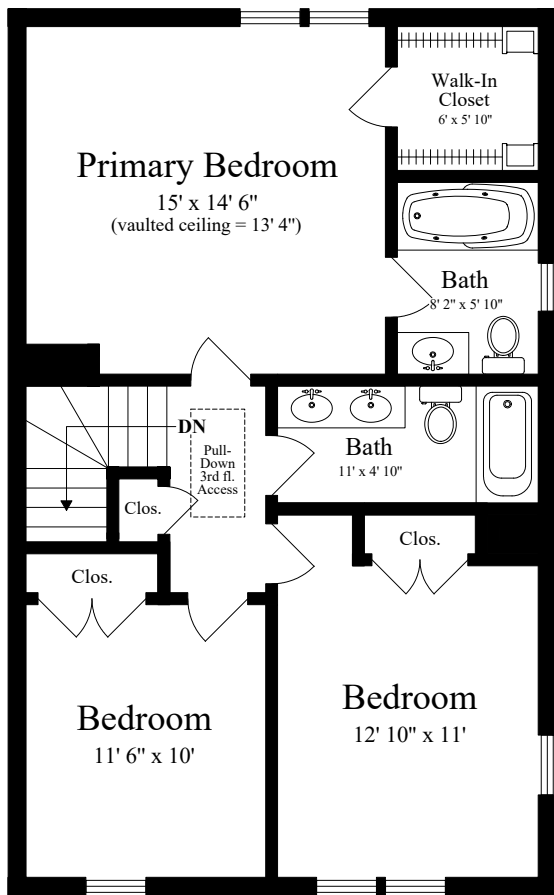 Walk-In
Closet
6' x 5' 10"
Primary Bedroom
15' x 14' 6"
(vaulted ceiling = 13' 4")
Bath
8' 2" x 5' 10"
DN
Pull-
Down
3rd fl.
Access
Bath
11' x 4' 10"
Clos.
Clos.
Clos.
Bedroom
12' 10" x 11'
Bedroom
11' 6" x 10'